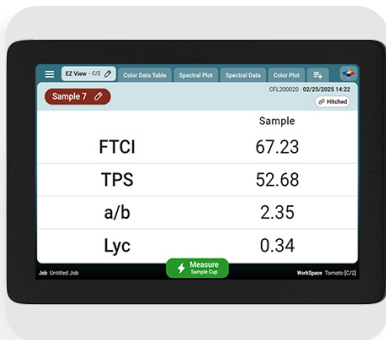 EZ View - C/2 Color Data Table Spectral Plot Spectral Data Color Plot
Sample 7 CFL200020 02/25/2025 14:22
Hitched
Sample
FTCI 67.23
TPS 52.68
a/b 2.35
Lyc 0.34
Measure
Sample Cup
Job Untitled Job WorkSpace Tomato [C/2]